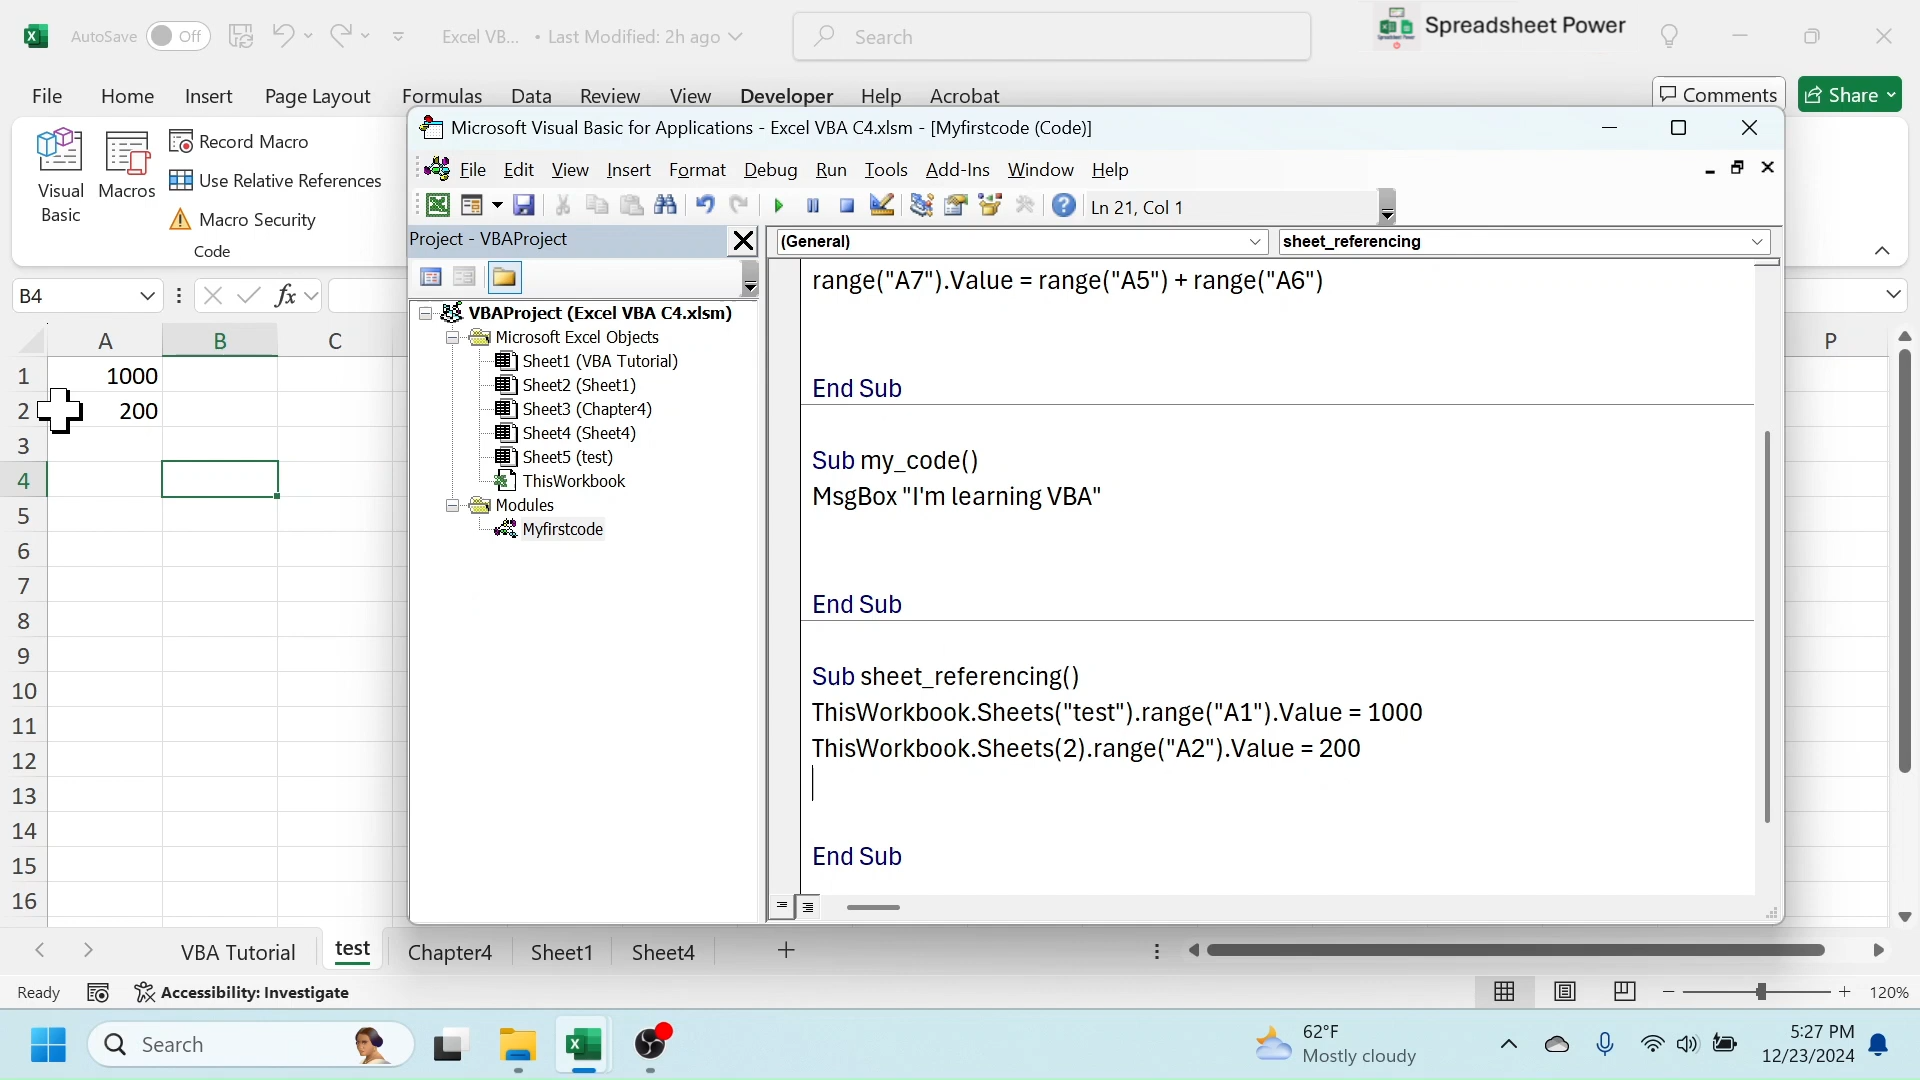 AutoSave Off Excel VB... • Last Modified: 2h ago Search Spreadsheet Power
File Home Insert Page Layout Formulas Data Review View Developer Help Acrobat Comments Share
Visual Basic
Macros
Record Macro
Use Relative References
Macro Security
Code
Microsoft Visual Basic for Applications - Excel VBA C4.xlsm - [Myfirstcode (Code)]
File Edit View Insert Format Debug Run Tools Add-Ins Window Help
Ln 21, Col 1
Project - VBAProject
(General) sheet_referencing
B4 fx
VBAProject (Excel VBA C4.xlsm)
Microsoft Excel Objects
Sheet1 (VBA Tutorial)
Sheet2 (Sheet1)
Sheet3 (Chapter4)
Sheet4 (Sheet4)
Sheet5 (test)
ThisWorkbook
Modules
Myfirstcode
range("A7").Value = range("A5") + range("A6")
End Sub
Sub my_code()
MsgBox "I'm learning VBA"
End Sub
Sub sheet_referencing()
ThisWorkbook.Sheets("test").range("A1").Value = 1000
ThisWorkbook.Sheets(2).range("A2").Value = 200
End Sub
A B C P
1 1000
2 200
3
4
5
6
7
8
9
10
11
12
13
14
15
16
VBA Tutorial test Chapter4 Sheet1 Sheet4
Ready Accessibility: Investigate 120%
Search
62°F
Mostly cloudy
5:27 PM
12/23/2024